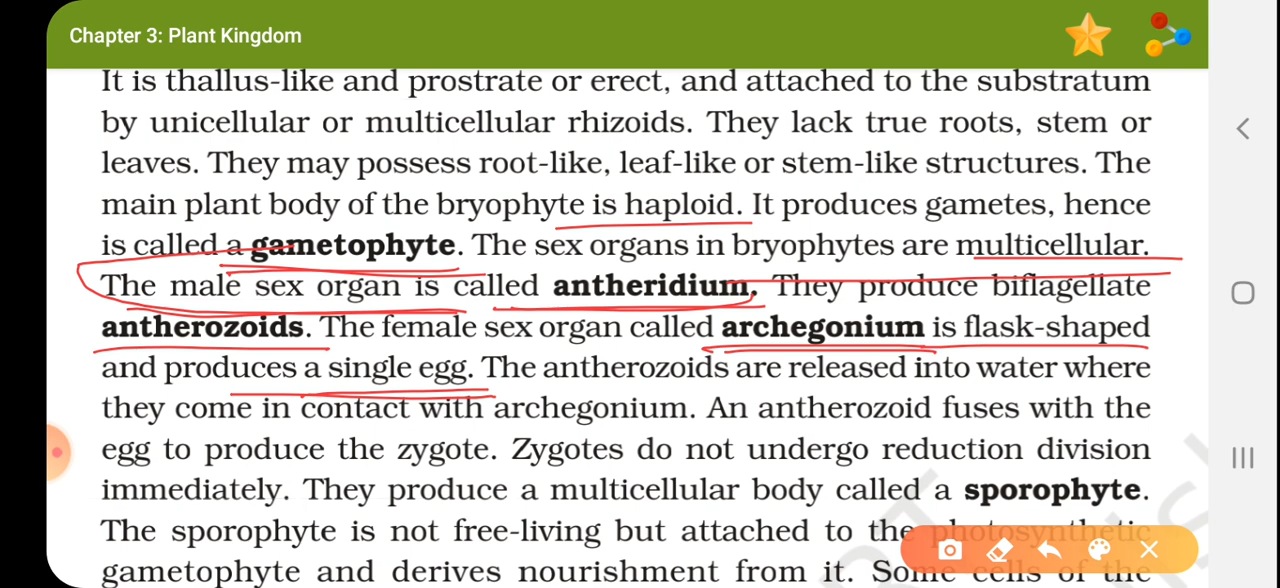 Chapter 3: Plant Kingdom
It is thallus-like and prostrate or erect, and attached to the substratum
by unicellular or multicellular rhizoids. They lack true roots, stem or
leaves. They may possess root-like, leaf-like or stem-like structures. The
main plant body of the bryophyte is haploid. It produces gametes, hence
is called a gametophyte. The sex organs in bryophytes are multicellular.
The male sex organ is called antheridium. They produce biflagellate
antherozoids. The female sex organ called archegonium is flask-shaped
and produces a single egg. The antherozoids are released into water where
they come in contact with archegonium. An antherozoid fuses with the
egg to produce the zygote. Zygotes do not undergo reduction division
immediately. They produce a multicellular body called a sporophyte.
The sporophyte is not free-living but attached to the photosynthetic
gametophyte and derives nourishment from it. Some cells of the